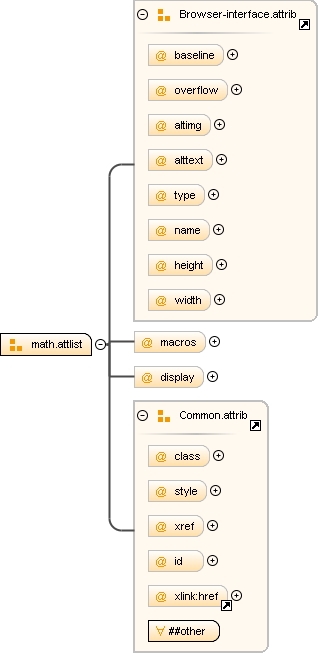 Browser-interface.attrib
@ baseline
@ overflow
@ altimg
@ alttext
@ type
@ name
@ height
@ width
math.attlist
@ macros
@ display
Common.attrib
@ class
@ style
@ xref
@ id
@ xlink:href
∀ ##other